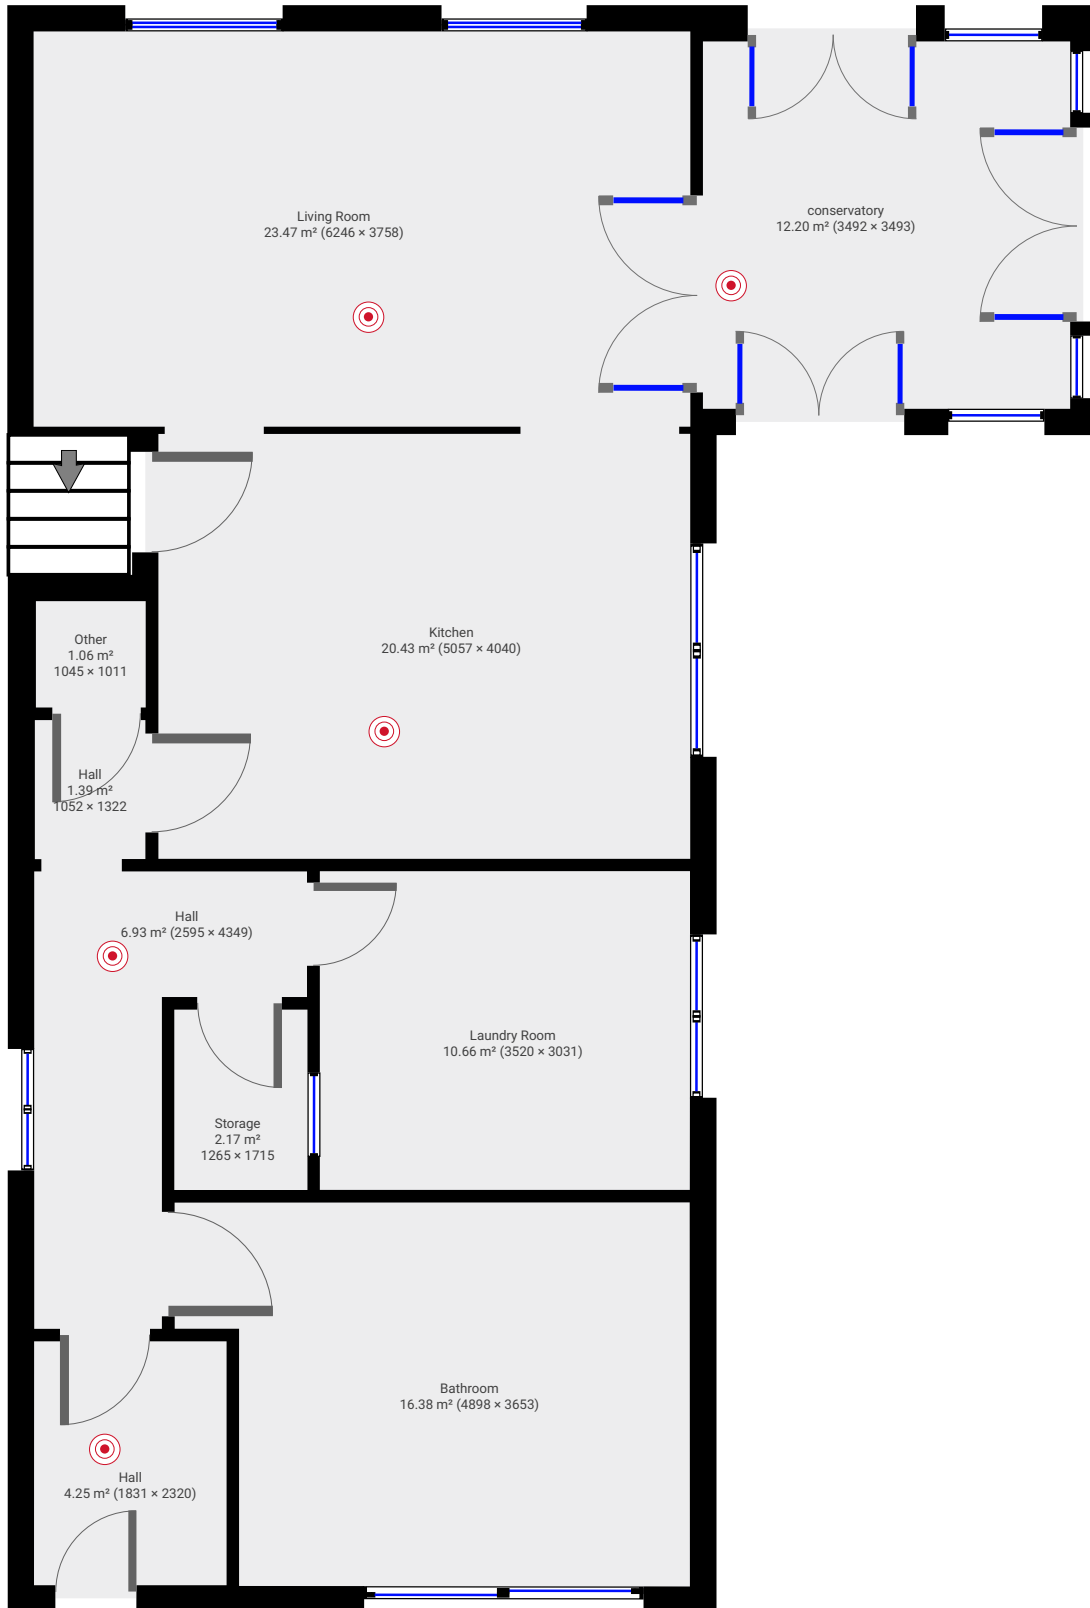 Living Room
23.47 m² (6246 × 3758)
conservatory
12.20 m² (3492 × 3493)
Kitchen
20.43 m² (5057 × 4040)
Other
1.06 m²
1045 × 1011
Hall
1.39 m²
1052 × 1322
Hall
6.93 m² (2595 × 4349)
Laundry Room
10.66 m² (3520 × 3031)
Storage
2.17 m²
1265 × 1715
Bathroom
16.38 m² (4898 × 3653)
Hall
4.25 m² (1831 × 2320)